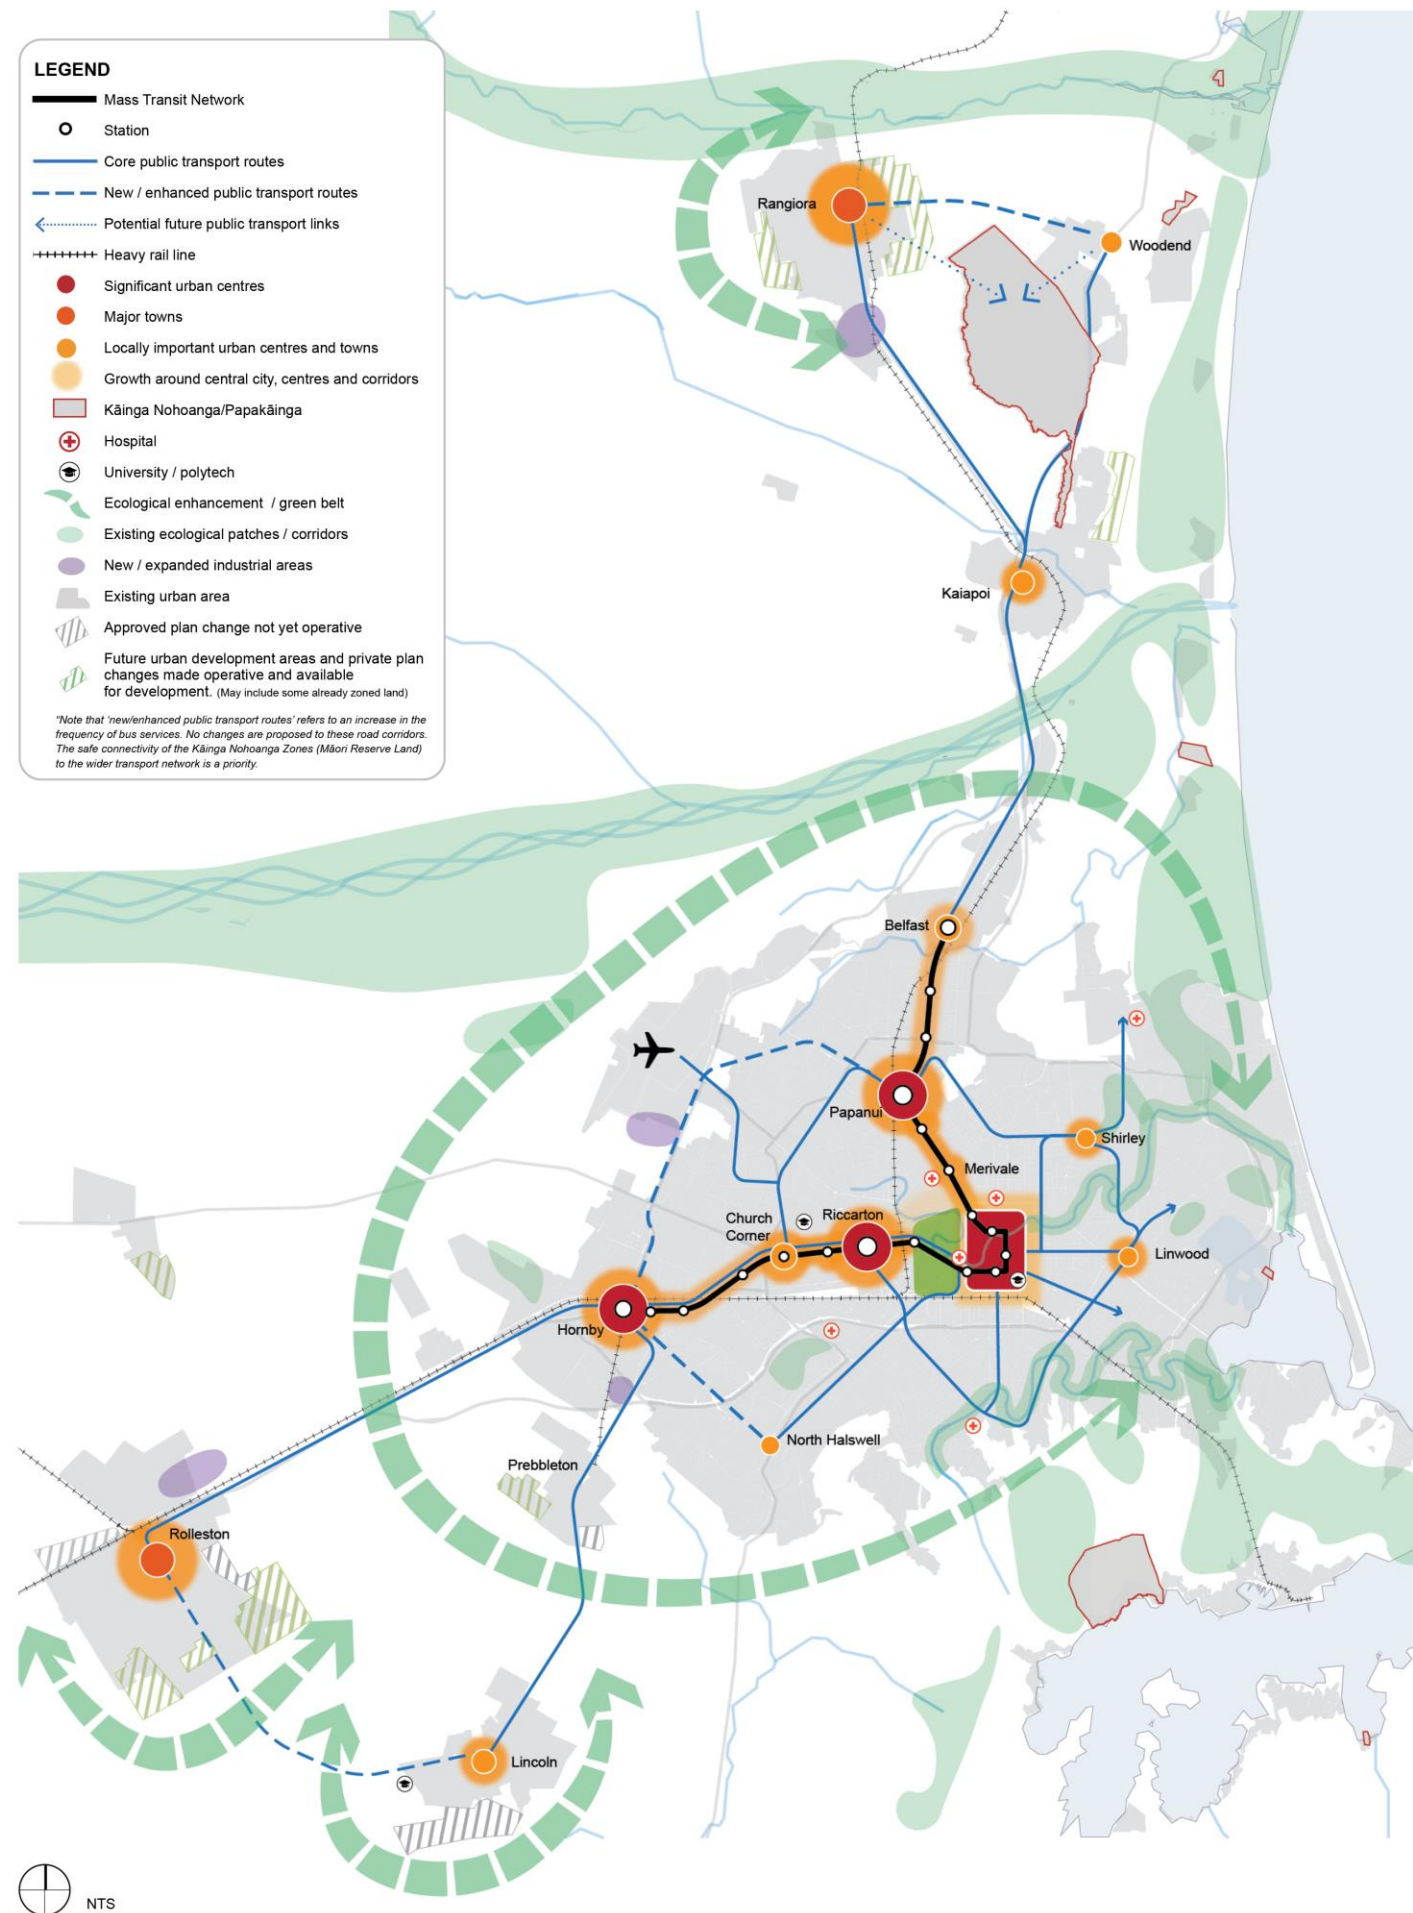 LEGEND
Mass Transit Network
Station
Core public transport routes
New / enhanced public transport routes
Potential future public transport links
Heavy rail line
Significant urban centres
Major towns
Locally important urban centres and towns
Growth around central city, centres and corridors
Kāinga Nohoanga/Papakāinga
Hospital
University / polytech
Ecological enhancement / green belt
Existing ecological patches / corridors
New / expanded industrial areas
Existing urban area
Approved plan change not yet operative
Future urban development areas and private plan
changes made operative and available
for development. (May include some already zoned land)
"Note that 'new/enhanced public transport routes' refers to an increase in the
frequency of bus services. No changes are proposed to these road corridors.
The safe connectivity of the Kāinga Nohoanga Zones (Māori Reserve Land)
to the wider transport network is a priority.
Rangiora
Woodend
Kaiapoi
Belfast
Papanui
Shirley
Merivale
Church
Corner
Riccarton
Linwood
Hornby
North Halswell
Prebbleton
Rolleston
Lincoln
NTS